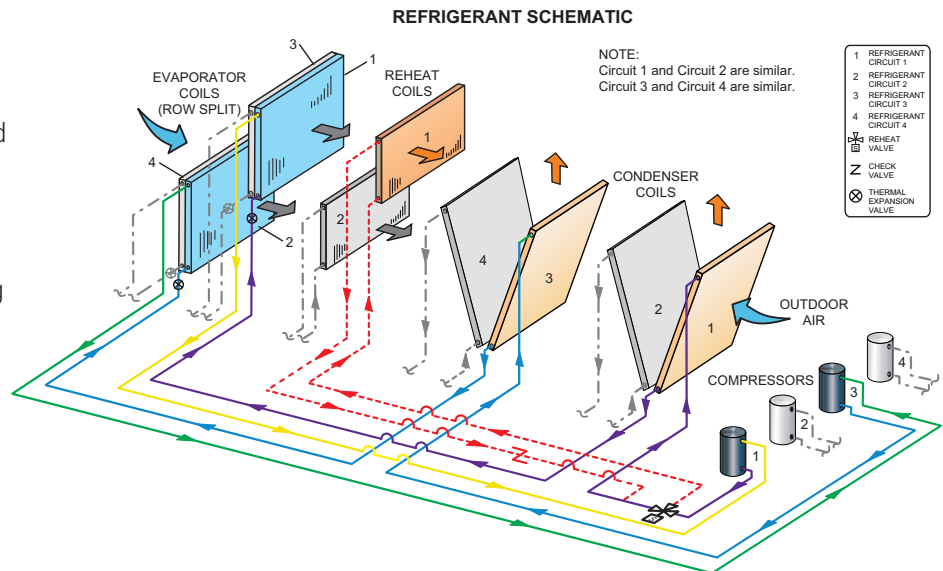 REFRIGERANT SCHEMATIC
NOTE:
Circuit 1 and Circuit 2 are similar.
Circuit 3 and Circuit 4 are similar.
1 REFRIGERANT
CIRCUIT 1
2 REFRIGERANT
CIRCUIT 2
3 REFRIGERANT
CIRCUIT 3
4 REFRIGERANT
CIRCUIT 4
S REHEAT
VALVE
CHECK
VALVE
THERMAL
EXPANSION
VALVE
3
1
EVAPORATOR
COILS
(ROW SPLIT)
REHEAT
COILS
d
4
2
1
2
g
CONDENSER
COILS
4
3
2
1
OUTDOOR
AIR
COMPRESSORS
4
3
2
1
S